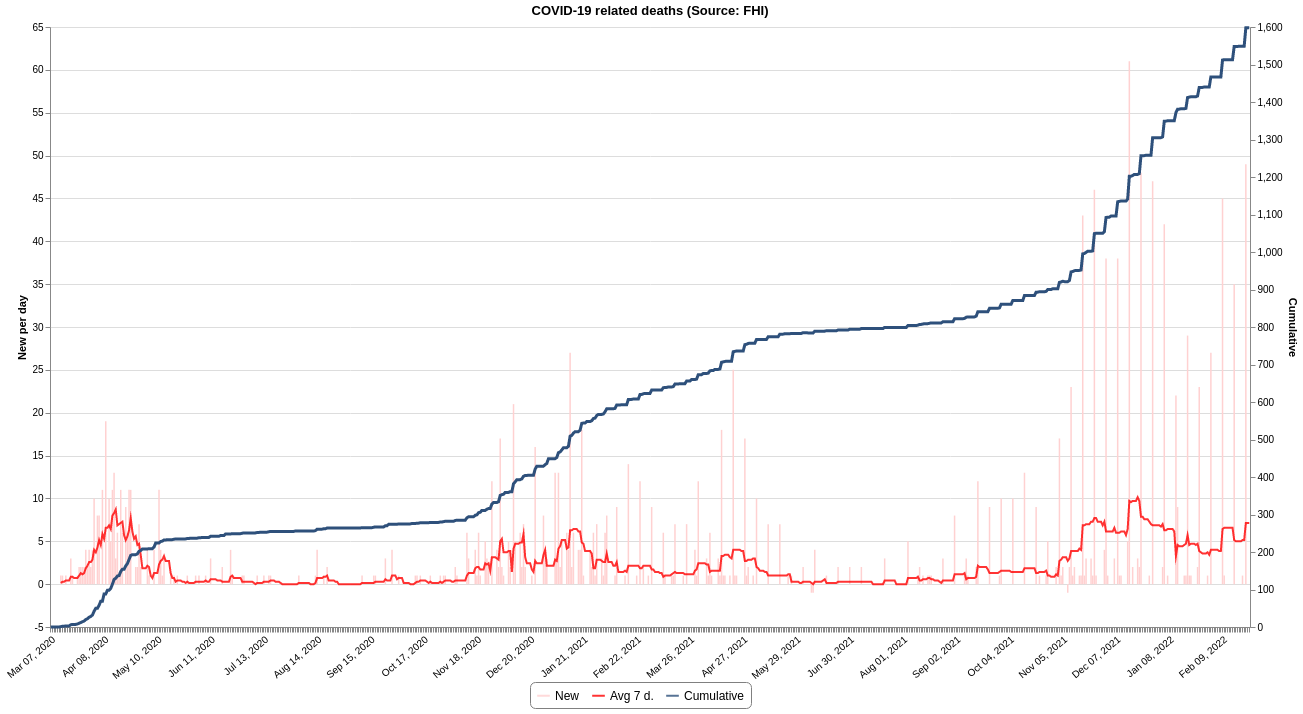 COVID-19 related deaths (Source: FHI)
65
60
55
50
45
40
35
30
25
20
15
10
5
0
-5
New per day
1,600
1,500
1,400
1,300
1,200
1,100
1,000
900
800
700
600
500
400
300
200
100
0
Cumulative
Mar 07, 2020
Apr 08, 2020
May 10, 2020
Jun 11, 2020
Jul 13, 2020
Aug 14, 2020
Sep 15, 2020
Oct 17, 2020
Nov 18, 2020
Dec 20, 2020
Jan 21, 2021
Feb 22, 2021
Mar 26, 2021
Apr 27, 2021
May 29, 2021
Jun 30, 2021
Aug 01, 2021
Sep 02, 2021
Oct 04, 2021
Nov 05, 2021
Dec 07, 2021
Jan 08, 2022
Feb 09, 2022
New Avg 7 d. Cumulative